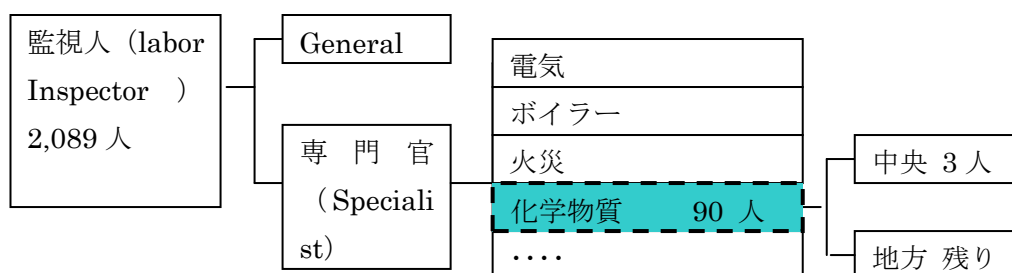 監視人（labor
Inspector ）
2,089 人
General
専門官
（Speciali
st）
電気
ボイラー
火災
化学物質 90 人
‥‥
中央 3 人
地方 残り